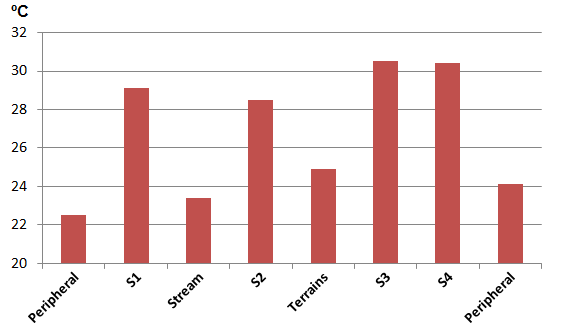 ºC
32
30
28
26
24
22
20
Peripheral
S1
Stream
S2
Terrains
S3
S4
Peripheral